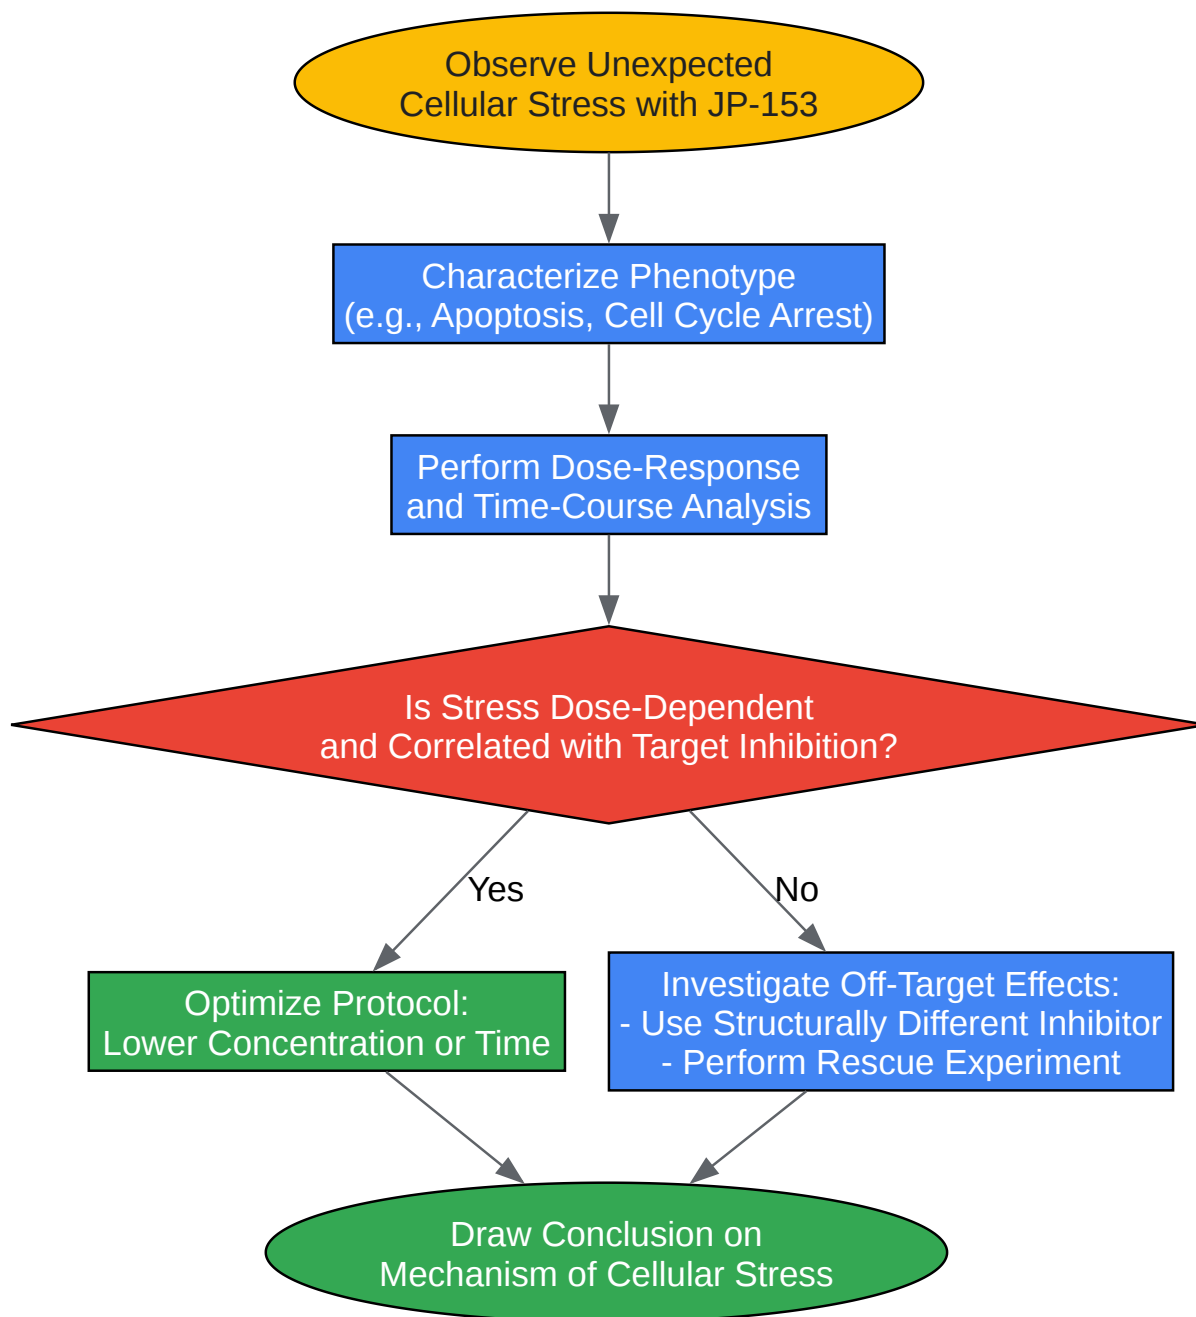 Observe Unexpected
Cellular Stress with JP-153
Characterize Phenotype
(e.g., Apoptosis, Cell Cycle Arrest)
Perform Dose-Response
and Time-Course Analysis
Is Stress Dose-Dependent
and Correlated with Target Inhibition?
Yes
No
Optimize Protocol:
Lower Concentration or Time
Investigate Off-Target Effects:
- Use Structurally Different Inhibitor
- Perform Rescue Experiment
Draw Conclusion on
Mechanism of Cellular Stress